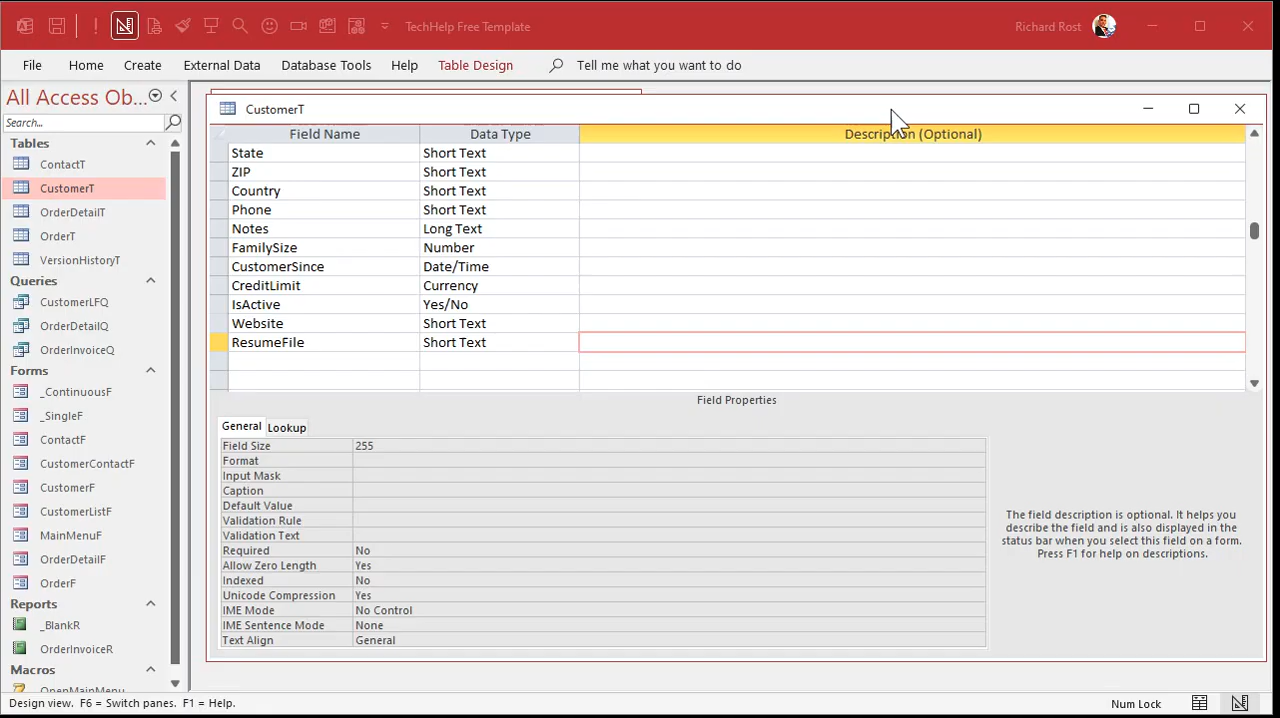 TechHelp Free Template
Richard Rost
File Home Create External Data Database Tools Help Table Design Tell me what you want to do
All Access Ob...
Search...
Tables
ContactT
CustomerT
OrderDetailT
OrderT
VersionHistoryT
Queries
CustomerLFQ
OrderDetailQ
OrderInvoiceQ
Forms
_ContinuousF
_SingleF
ContactF
CustomerContactF
CustomerF
CustomerListF
MainMenuF
OrderDetailF
OrderF
Reports
_BlankR
OrderInvoiceR
Macros
OpenMainMenu
CustomerT
Field Name Data Type Description (Optional)
State Short Text
ZIP Short Text
Country Short Text
Phone Short Text
Notes Long Text
FamilySize Number
CustomerSince Date/Time
CreditLimit Currency
IsActive Yes/No
Website Short Text
ResumeFile Short Text
Field Properties
General Lookup
Field Size 255
Format
Input Mask
Caption
Default Value
Validation Rule
Validation Text
Required No
Allow Zero Length Yes
Indexed No
Unicode Compression Yes
IME Mode No Control
IME Sentence Mode None
Text Align General
The field description is optional. It helps you
describe the field and is also displayed in the
status bar when you select this field on a form.
Press F1 for help on descriptions.
Design view. F6 = Switch panes. F1 = Help.
Num Lock